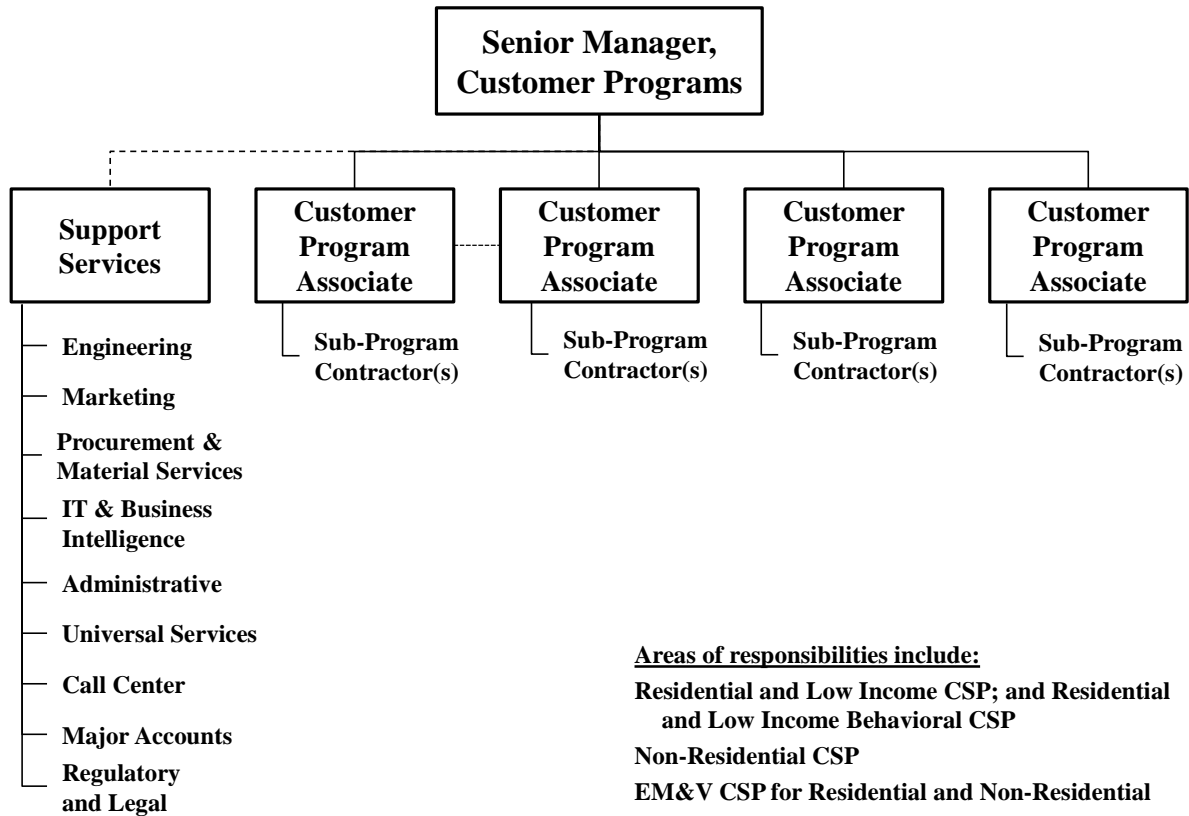 Senior Manager,
Customer Programs
Support
Services
Customer
Program
Associate
Customer
Program
Associate
Customer
Program
Associate
Customer
Program
Associate
Engineering
Marketing
Procurement &
Material Services
IT & Business
Intelligence
Administrative
Universal Services
Call Center
Major Accounts
Regulatory
and Legal
Sub-Program
Contractor(s)
Sub-Program
Contractor(s)
Sub-Program
Contractor(s)
Sub-Program
Contractor(s)
Areas of responsibilities include:
Residential and Low Income CSP; and Residential
and Low Income Behavioral CSP
Non-Residential CSP
EM&V CSP for Residential and Non-Residential